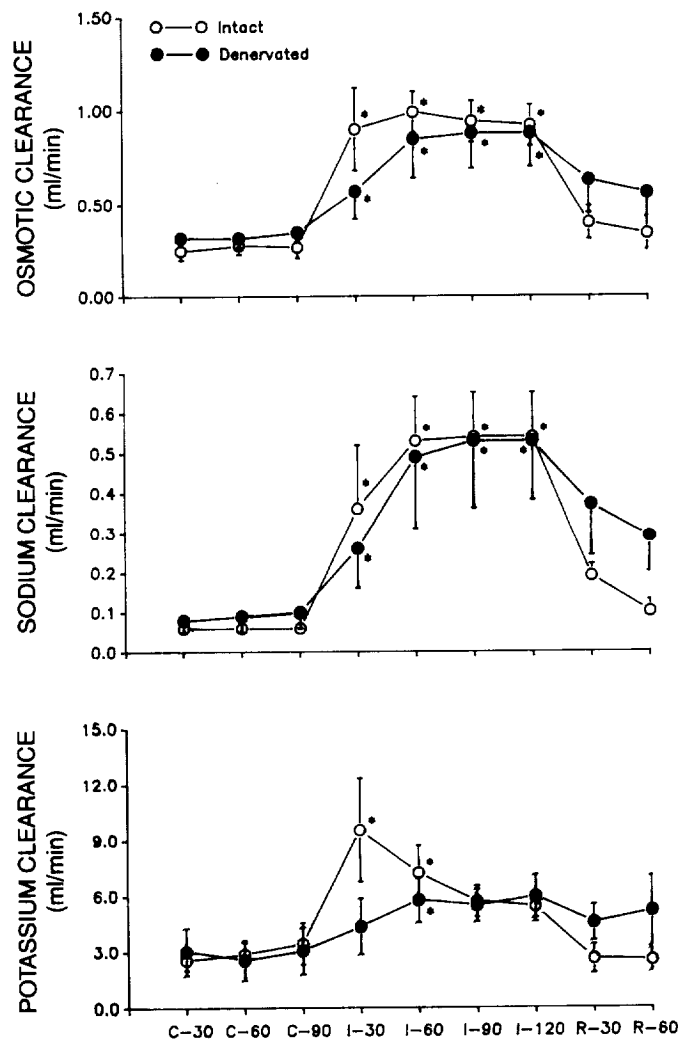 Intact
Denervated
OSMOTIC CLEARANCE
(ml/min)
1.50
1.00
0.50
0.00
SODIUM CLEARANCE
(ml/min)
0.7
0.6
0.5
0.4
0.3
0.2
0.1
0.0
POTASSIUM CLEARANCE
(ml/min)
15.0
12.0
9.0
6.0
3.0
0.0
C-30 C-60 C-90 I-30 I-60 I-90 I-120 R-30 R-60